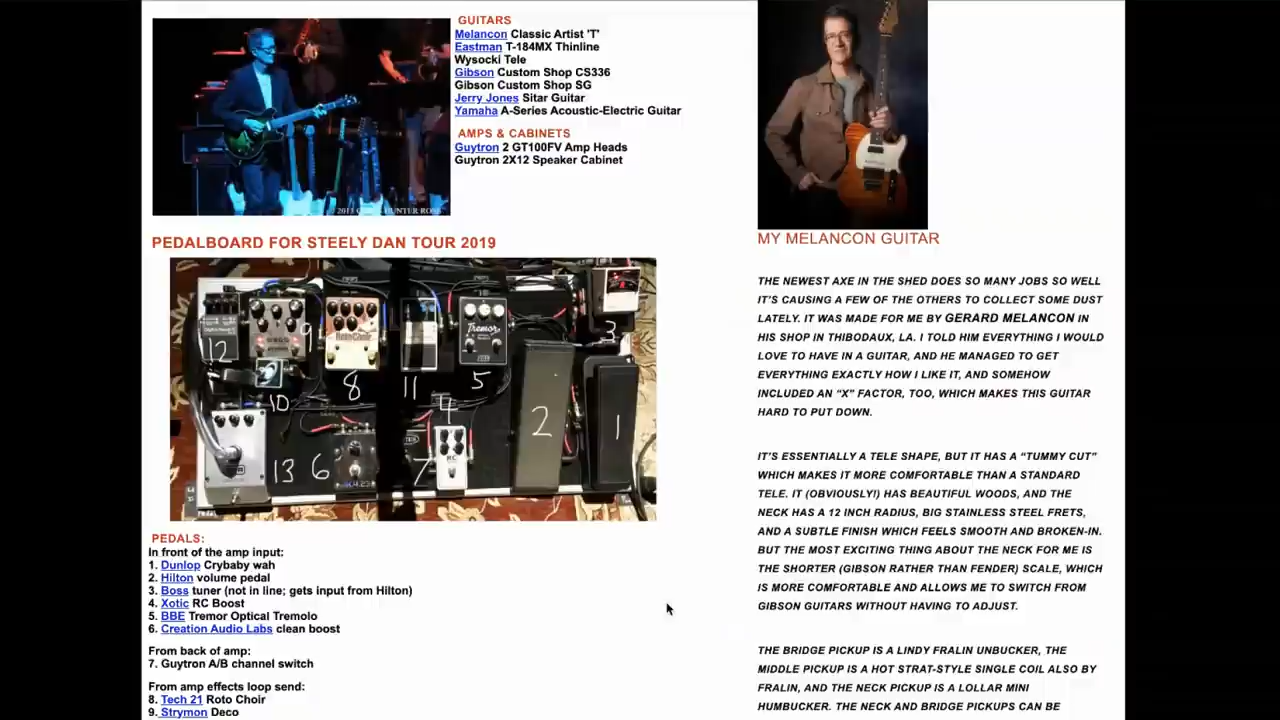 GUITARS
Melancon Classic Artist 'T'
Eastman T-184MX Thinline
Wysocki Tele
Gibson Custom Shop CS336
Gibson Custom Shop SG
Jerry Jones Sitar Guitar
Yamaha A-Series Acoustic-Electric Guitar
AMPS & CABINETS
Guytron 2 GT100FV Amp Heads
Guytron 2X12 Speaker Cabinet
PEDALBOARD FOR STEELY DAN TOUR 2019
12
9
8
11
5
3
10
4
2
1
13
6
7
Tremor
RC
PEDALS:
In front of the amp input:
1. Dunlop Crybaby wah
2. Hilton volume pedal
3. Boss tuner (not in line; gets input from Hilton)
4. Xotic RC Boost
5. BBE Tremor Optical Tremolo
6. Creation Audio Labs clean boost
From back of amp:
7. Guytron A/B channel switch
From amp effects loop send:
8. Tech 21 Roto Choir
9. Strymon Deco
MY MELANCON GUITAR
THE NEWEST AXE IN THE SHED DOES SO MANY JOBS SO WELL
IT'S CAUSING A FEW OF THE OTHERS TO COLLECT SOME DUST
LATELY. IT WAS MADE FOR ME BY GERARD MELANCON IN
HIS SHOP IN THIBODAUX, LA. I TOLD HIM EVERYTHING I WOULD
LOVE TO HAVE IN A GUITAR, AND HE MANAGED TO GET
EVERYTHING EXACTLY HOW I LIKE IT, AND SOMEHOW
INCLUDED AN “X” FACTOR, TOO, WHICH MAKES THIS GUITAR
HARD TO PUT DOWN.
IT'S ESSENTIALLY A TELE SHAPE, BUT IT HAS A “TUMMY CUT”
WHICH MAKES IT MORE COMFORTABLE THAN A STANDARD
TELE. IT (OBVIOUSLY!) HAS BEAUTIFUL WOODS, AND THE
NECK HAS A 12 INCH RADIUS, BIG STAINLESS STEEL FRETS,
AND A SUBTLE FINISH WHICH FEELS SMOOTH AND BROKEN-IN.
BUT THE MOST EXCITING THING ABOUT THE NECK FOR ME IS
THE SHORTER (GIBSON RATHER THAN FENDER) SCALE, WHICH
IS MORE COMFORTABLE AND ALLOWS ME TO SWITCH FROM
GIBSON GUITARS WITHOUT HAVING TO ADJUST.
THE BRIDGE PICKUP IS A LINDY FRALIN UNBUCKER, THE
MIDDLE PICKUP IS A HOT STRAT-STYLE SINGLE COIL ALSO BY
FRALIN, AND THE NECK PICKUP IS A LOLLAR MINI
HUMBUCKER. THE NECK AND BRIDGE PICKUPS CAN BE